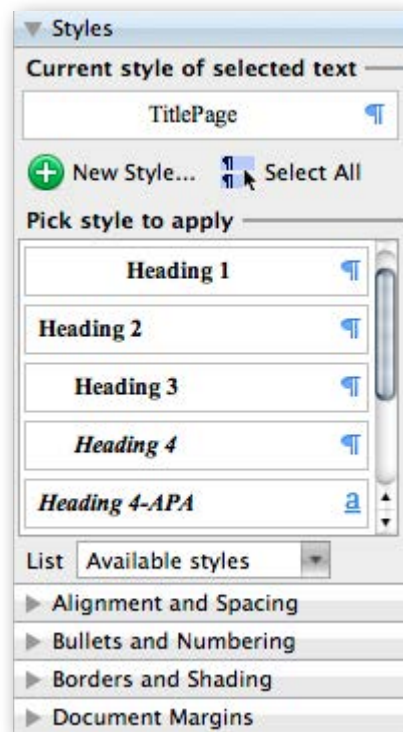 Styles
Current style of selected text
TitlePage ¶
New Style... Select All
Pick style to apply
Heading 1 ¶
Heading 2 ¶
Heading 3 ¶
Heading 4 ¶
Heading 4-APA a
List Available styles
Alignment and Spacing
Bullets and Numbering
Borders and Shading
Document Margins